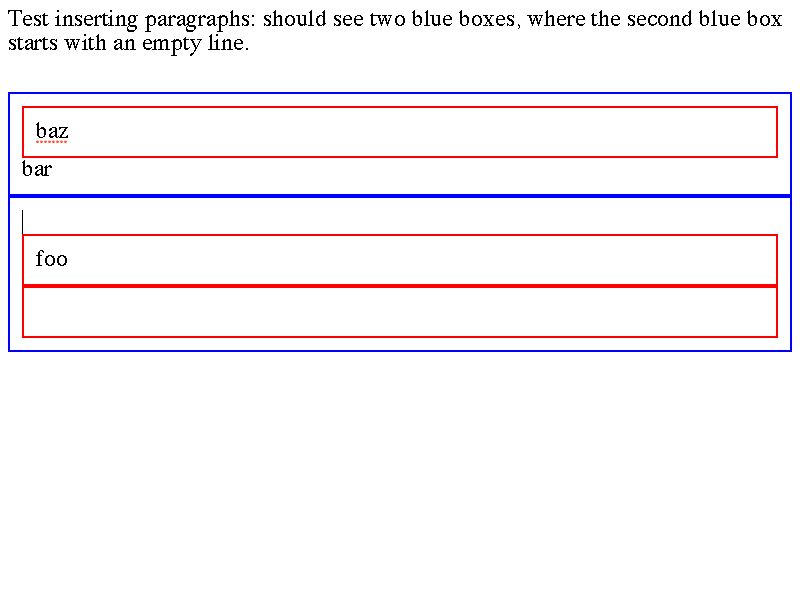 Test inserting paragraphs: should see two blue boxes, where the second blue box
starts with an empty line.
baz
bar
foo